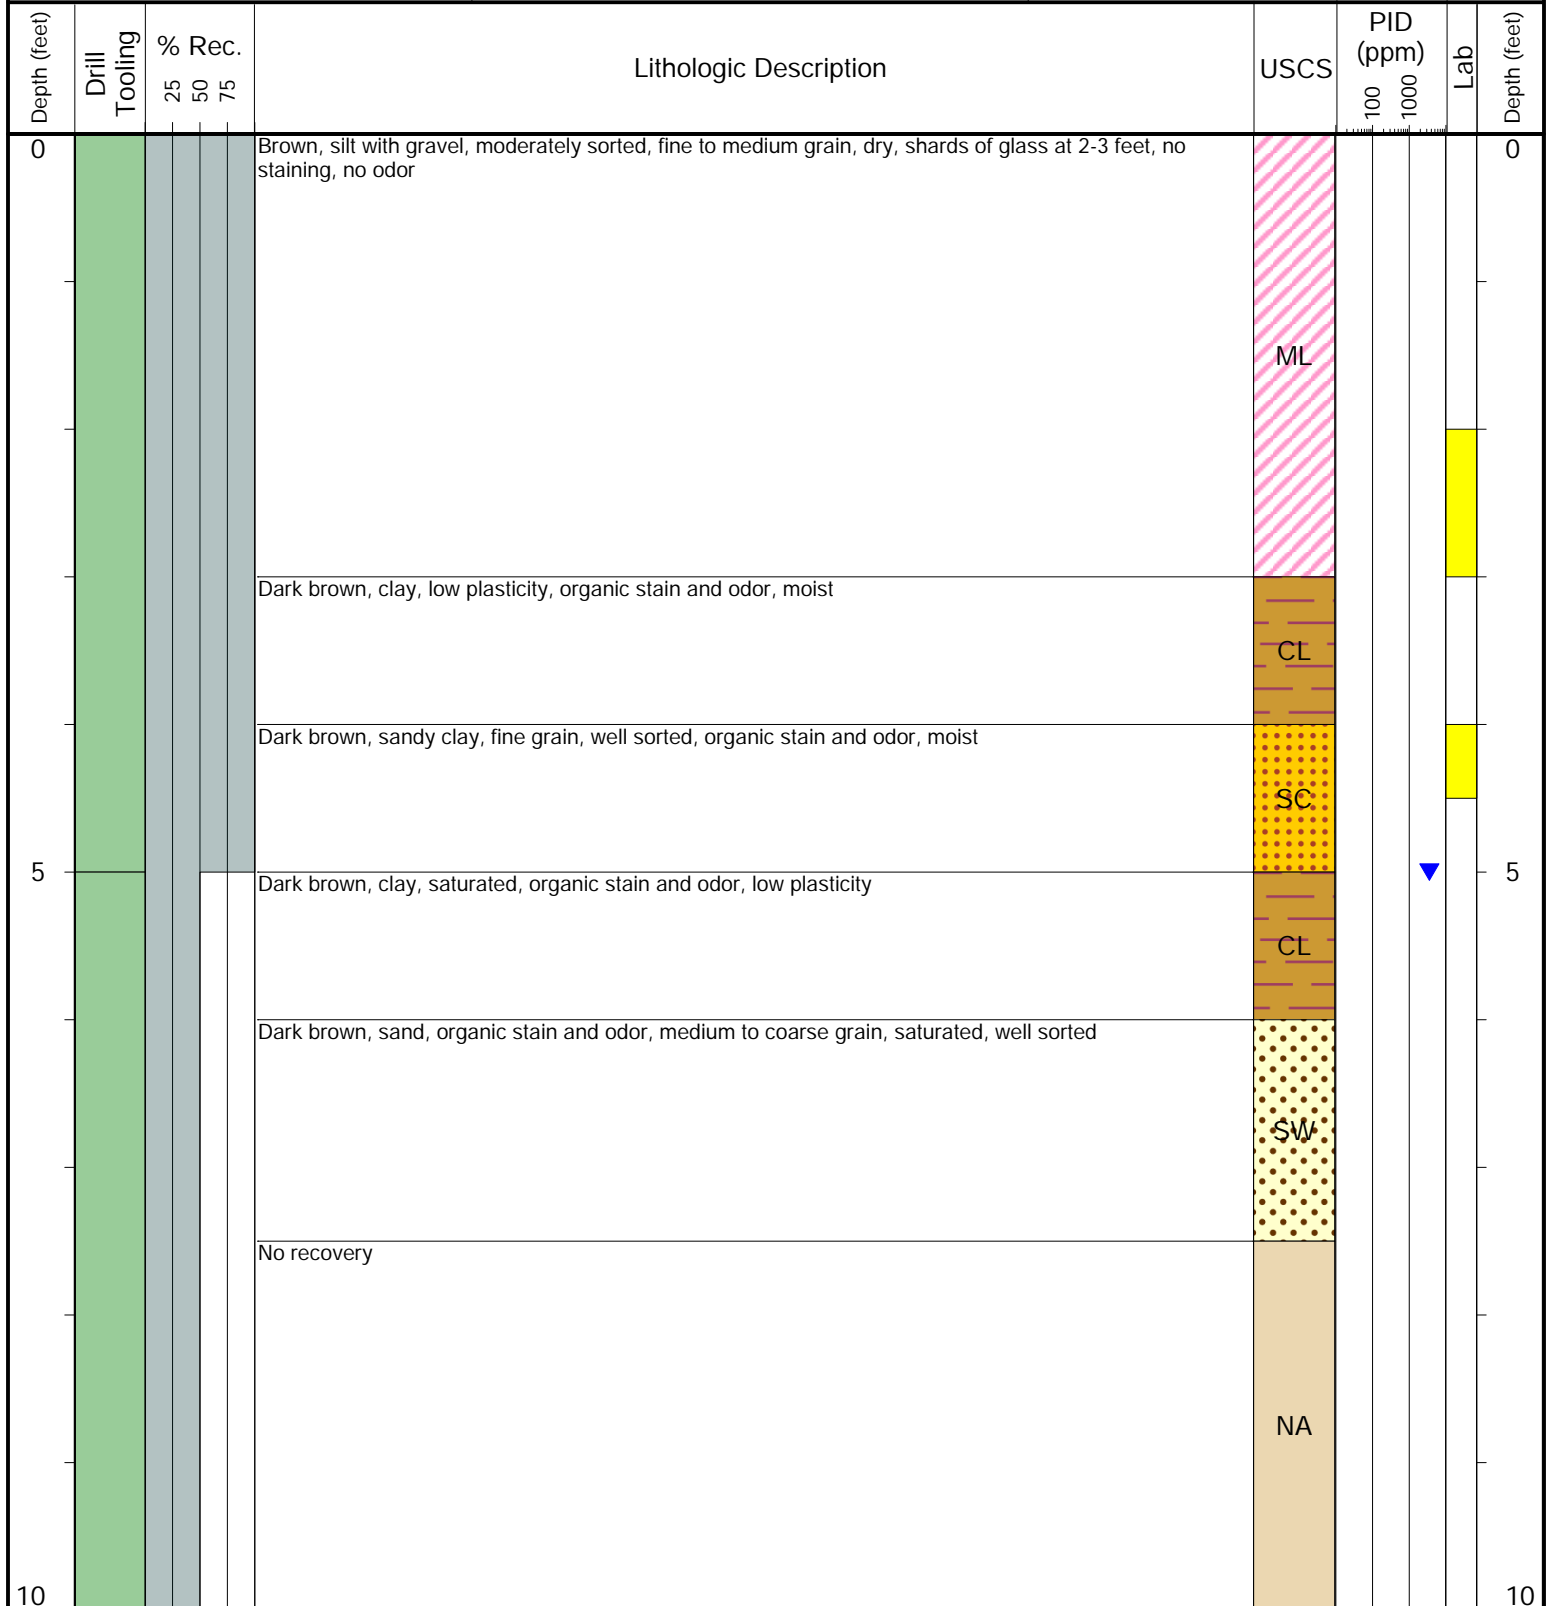 Depth (feet)
Drill
Tooling
% Rec.
25
50
75
Lithologic Description
USCS
PID
(ppm)
100
1000
Lab
Depth (feet)
0
Brown, silt with gravel, moderately sorted, fine to medium grain, dry, shards of glass at 2-3 feet, no
staining, no odor
0
ML
Dark brown, clay, low plasticity, organic stain and odor, moist
CL
Dark brown, sandy clay, fine grain, well sorted, organic stain and odor, moist
SC
5
5
Dark brown, clay, saturated, organic stain and odor, low plasticity
CL
Dark brown, sand, organic stain and odor, medium to coarse grain, saturated, well sorted
SW
No recovery
NA
10
10